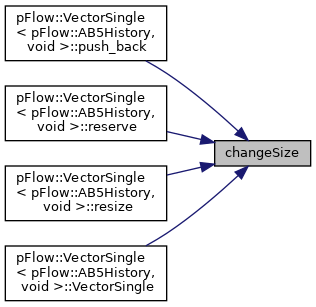 pFlow::VectorSingle
< pFlow::AB5History,
void >::push_back
pFlow::VectorSingle
< pFlow::AB5History,
void >::reserve
changeSize
pFlow::VectorSingle
< pFlow::AB5History,
void >::resize
pFlow::VectorSingle
< pFlow::AB5History,
void >::VectorSingle